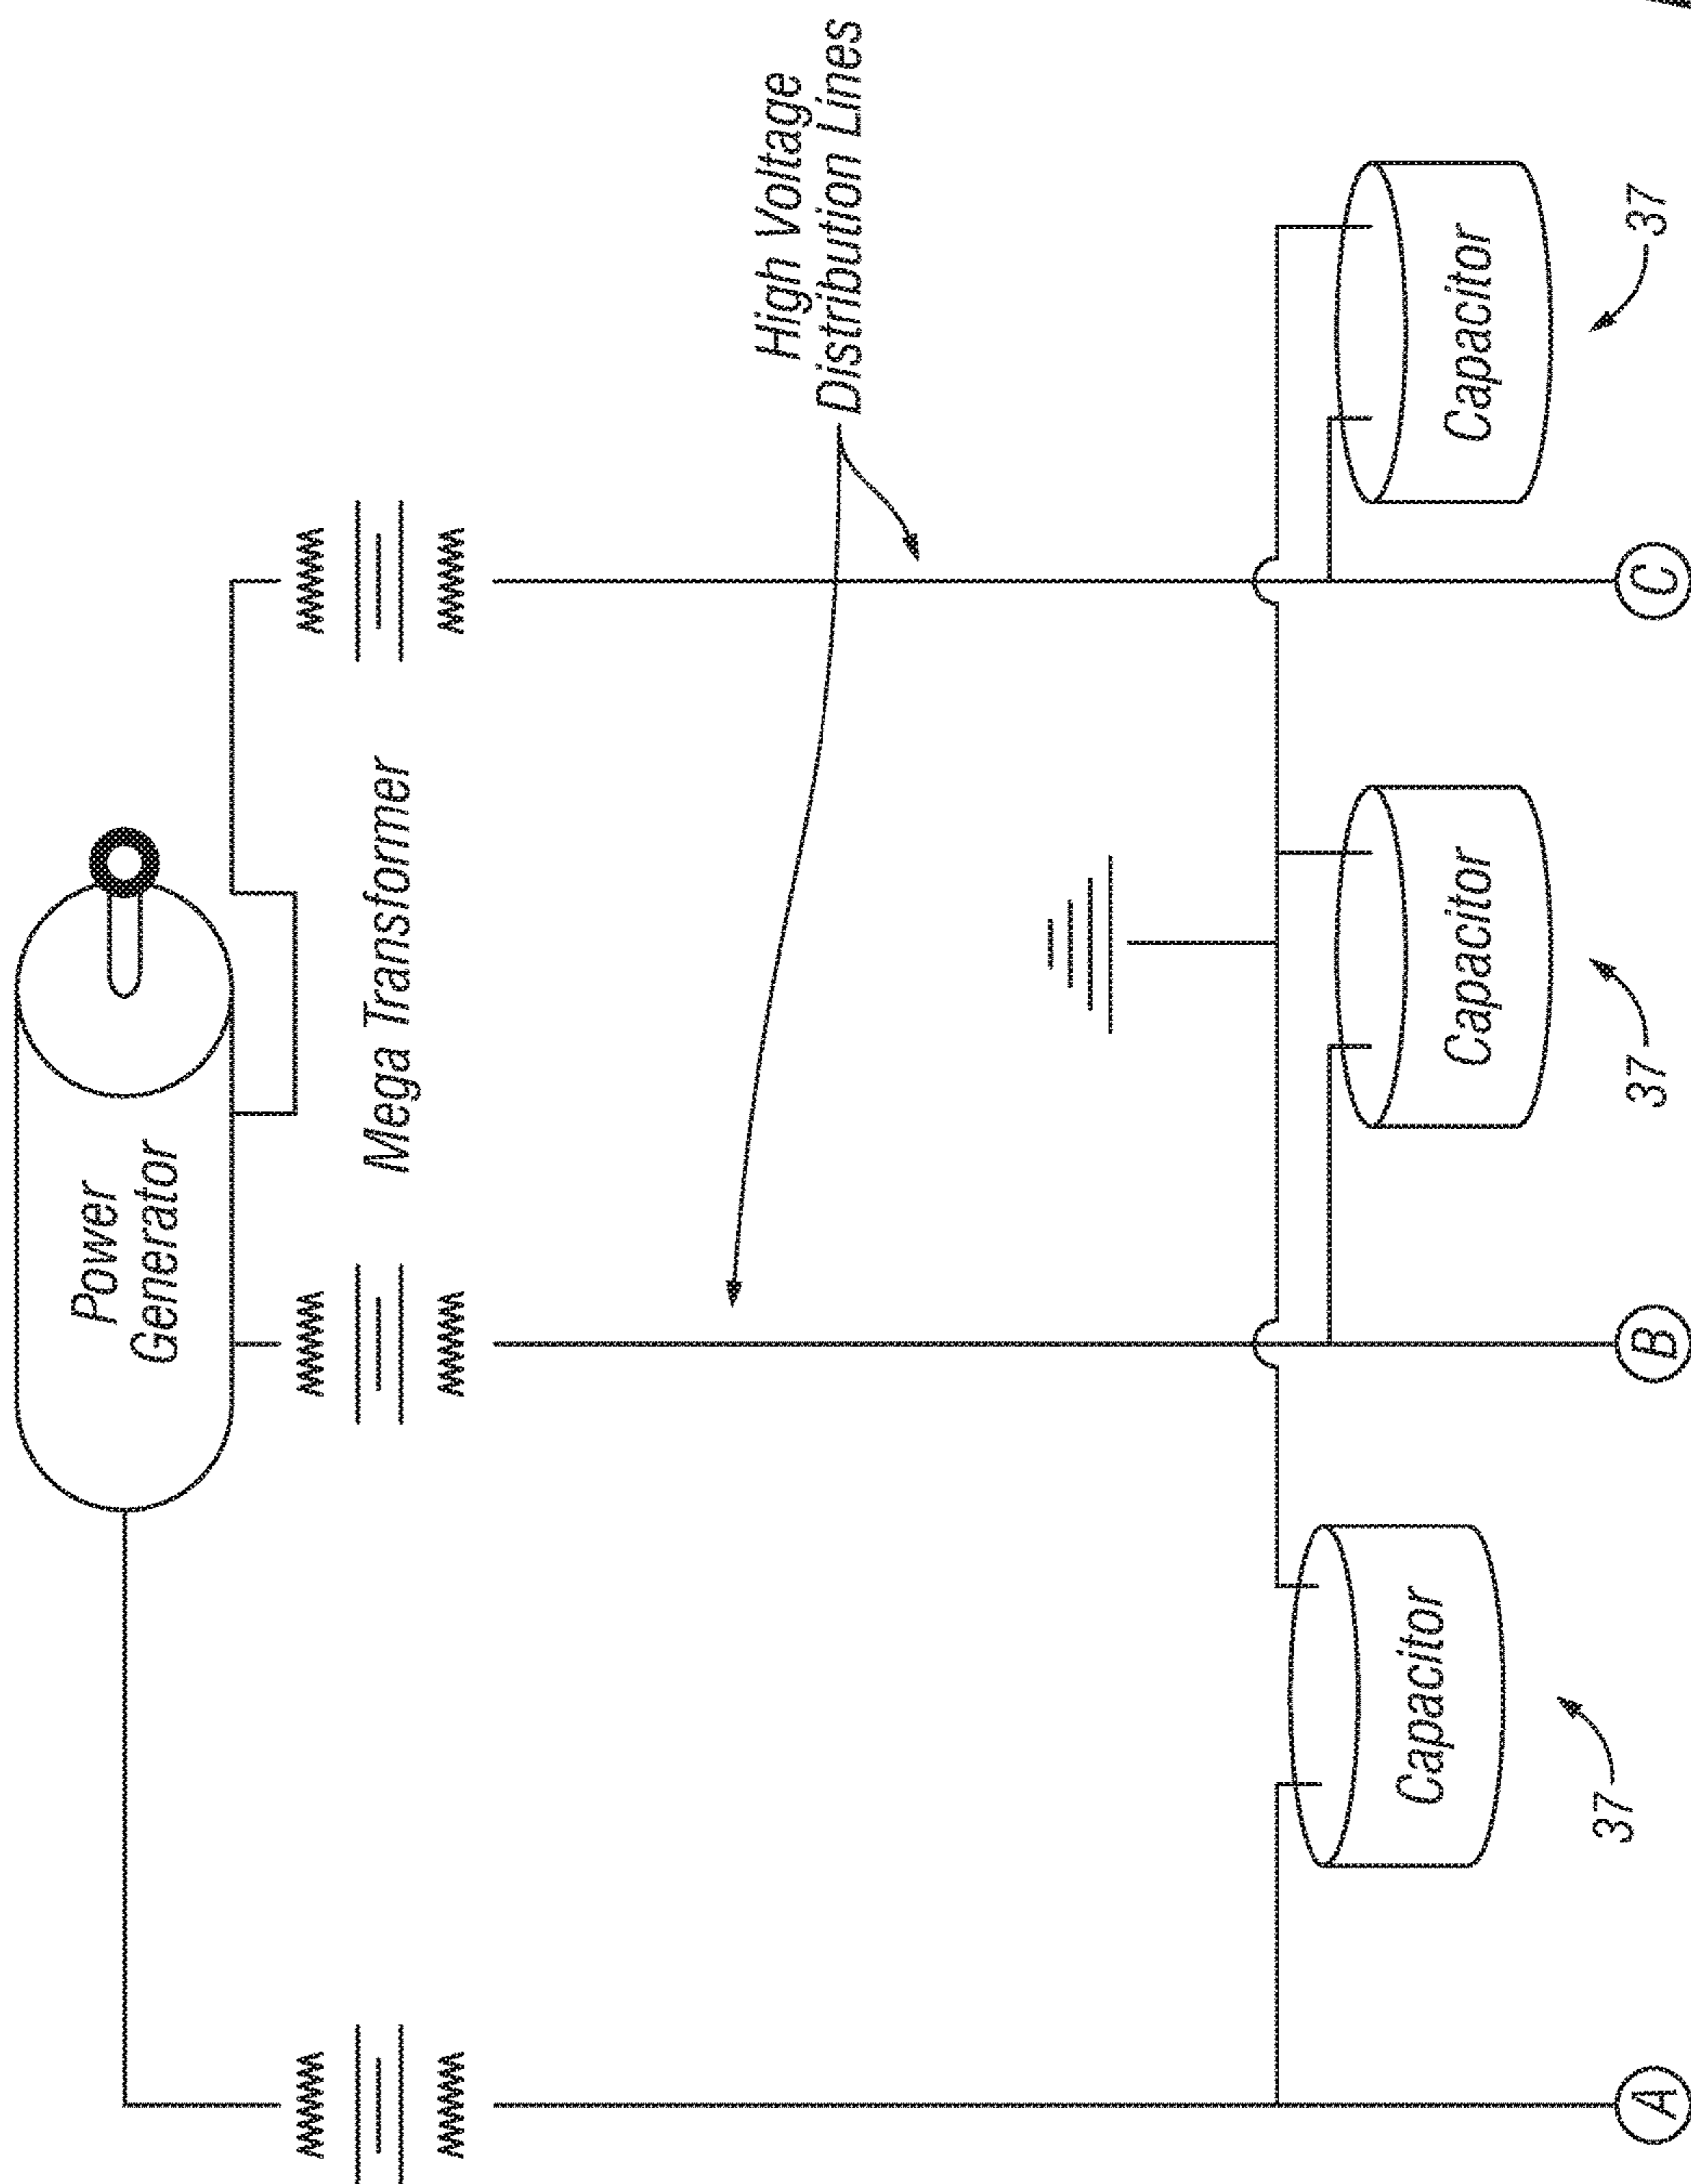 Power
Generator
Mega Transformer
High Voltage
Distribution Lines
Capacitor
Capacitor
Capacitor
37
37
37
A
B
C